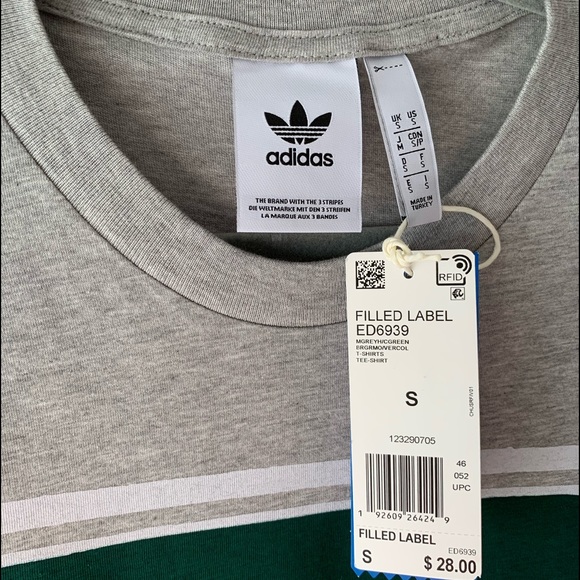 adidas
THE BRAND WITH THE 3 STRIPES
DIE WELTMARKE MIT DEN 3 STREIFEN
LA MARQUE AUX 3 BANDES
UK US
S S
J CDN
M S/P
D F
S S
E I
S S
MADE IN
TURKEY
RFID
FILLED LABEL
ED6939
MGREYH/CGREEN
BRGRMO/VERCOL
T-SHIRTS
TEE-SHIRT
S
CHLISRFIV01
123290705
46
052
UPC
1 92609 26424 9
FILLED LABEL
ED6939
S $ 28.00